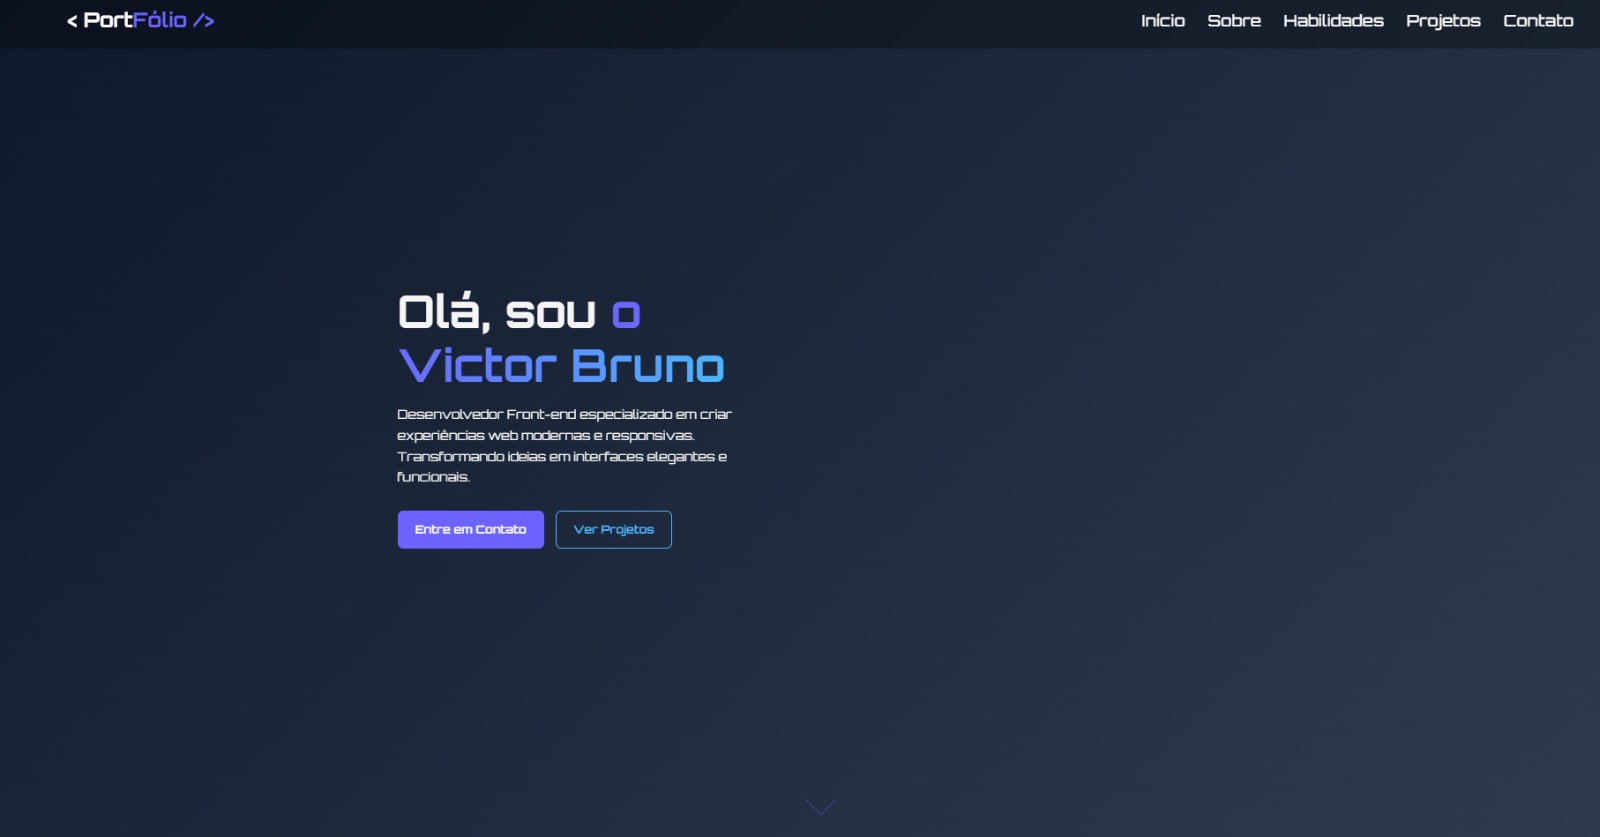 < PortFólio />
Início Sobre Habilidades Projetos Contato
Olá, sou o
Victor Bruno
Desenvolvedor Front-end especializado em criar
experiências web modernas e responsivas.
Transformando ideias em interfaces elegantes e
funcionais.
Entre em Contato Ver Projetos